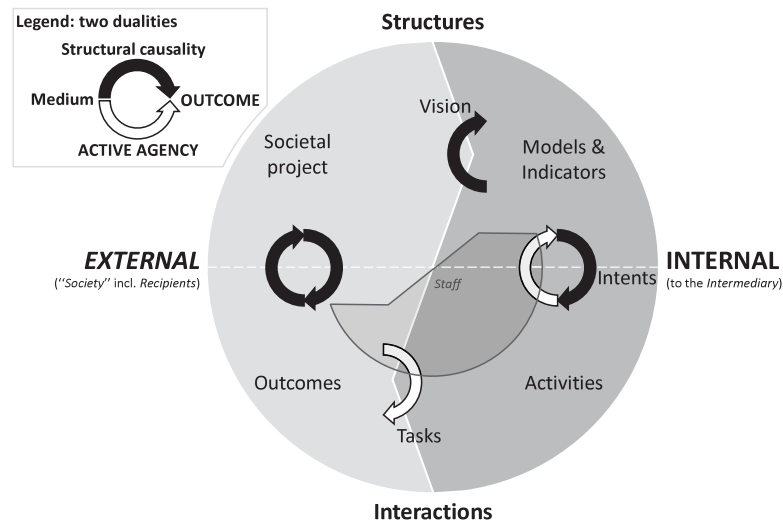 Legend: two dualities
Structural causality
Medium OUTCOME
ACTIVE AGENCY
Structures
Vision
Societal
project
Models &
Indicators
EXTERNAL
("Society" incl. Recipients)
Staff
Intents
INTERNAL
(to the Intermediary)
Outcomes
Activities
Tasks
Interactions